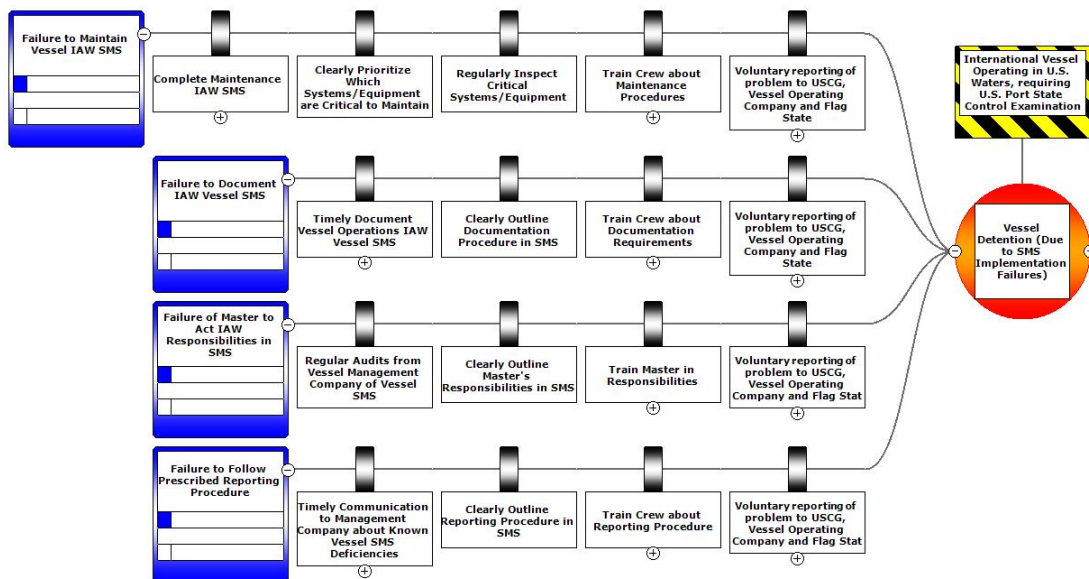 Failure to Maintain
Vessel IAW SMS
Complete Maintenance
IAW SMS
Clearly Prioritize
Which
Systems/Equipment
are Critical to Maintain
Regularly Inspect
Critical
Systems/Equipment
Train Crew about
Maintenance
Procedures
Voluntary reporting of
problem to USCG,
Vessel Operating
Company and Flag
State
International Vessel
Operating in U.S.
Waters, requiring
U.S. Port State
Control Examination
Failure to Document
IAW Vessel SMS
Timely Document
Vessel Operations IAW
Vessel SMS
Clearly Outline
Documentation
Procedure in SMS
Train Crew about
Documentation
Requirements
Voluntary reporting of
problem to USCG,
Vessel Operating
Company and Flag
State
Vessel
Detention (Due
to SMS
Implementation
Failures)
Failure of Master to
Act IAW
Responsibilities in
SMS
Regular Audits from
Vessel Management
Company of Vessel
SMS
Clearly Outline
Master's
Responsibilities in SMS
Train Master in
Responsibilities
Voluntary reporting of
problem to USCG,
Vessel Operating
Company and Flag Stat
Failure to Follow
Prescribed Reporting
Procedure
Timely Communication
to Management
Company about Known
Vessel SMS
Deficiencies
Clearly Outline
Reporting Procedure in
SMS
Train Crew about
Reporting Procedure
Voluntary reporting of
problem to USCG,
Vessel Operating
Company and Flag Stat